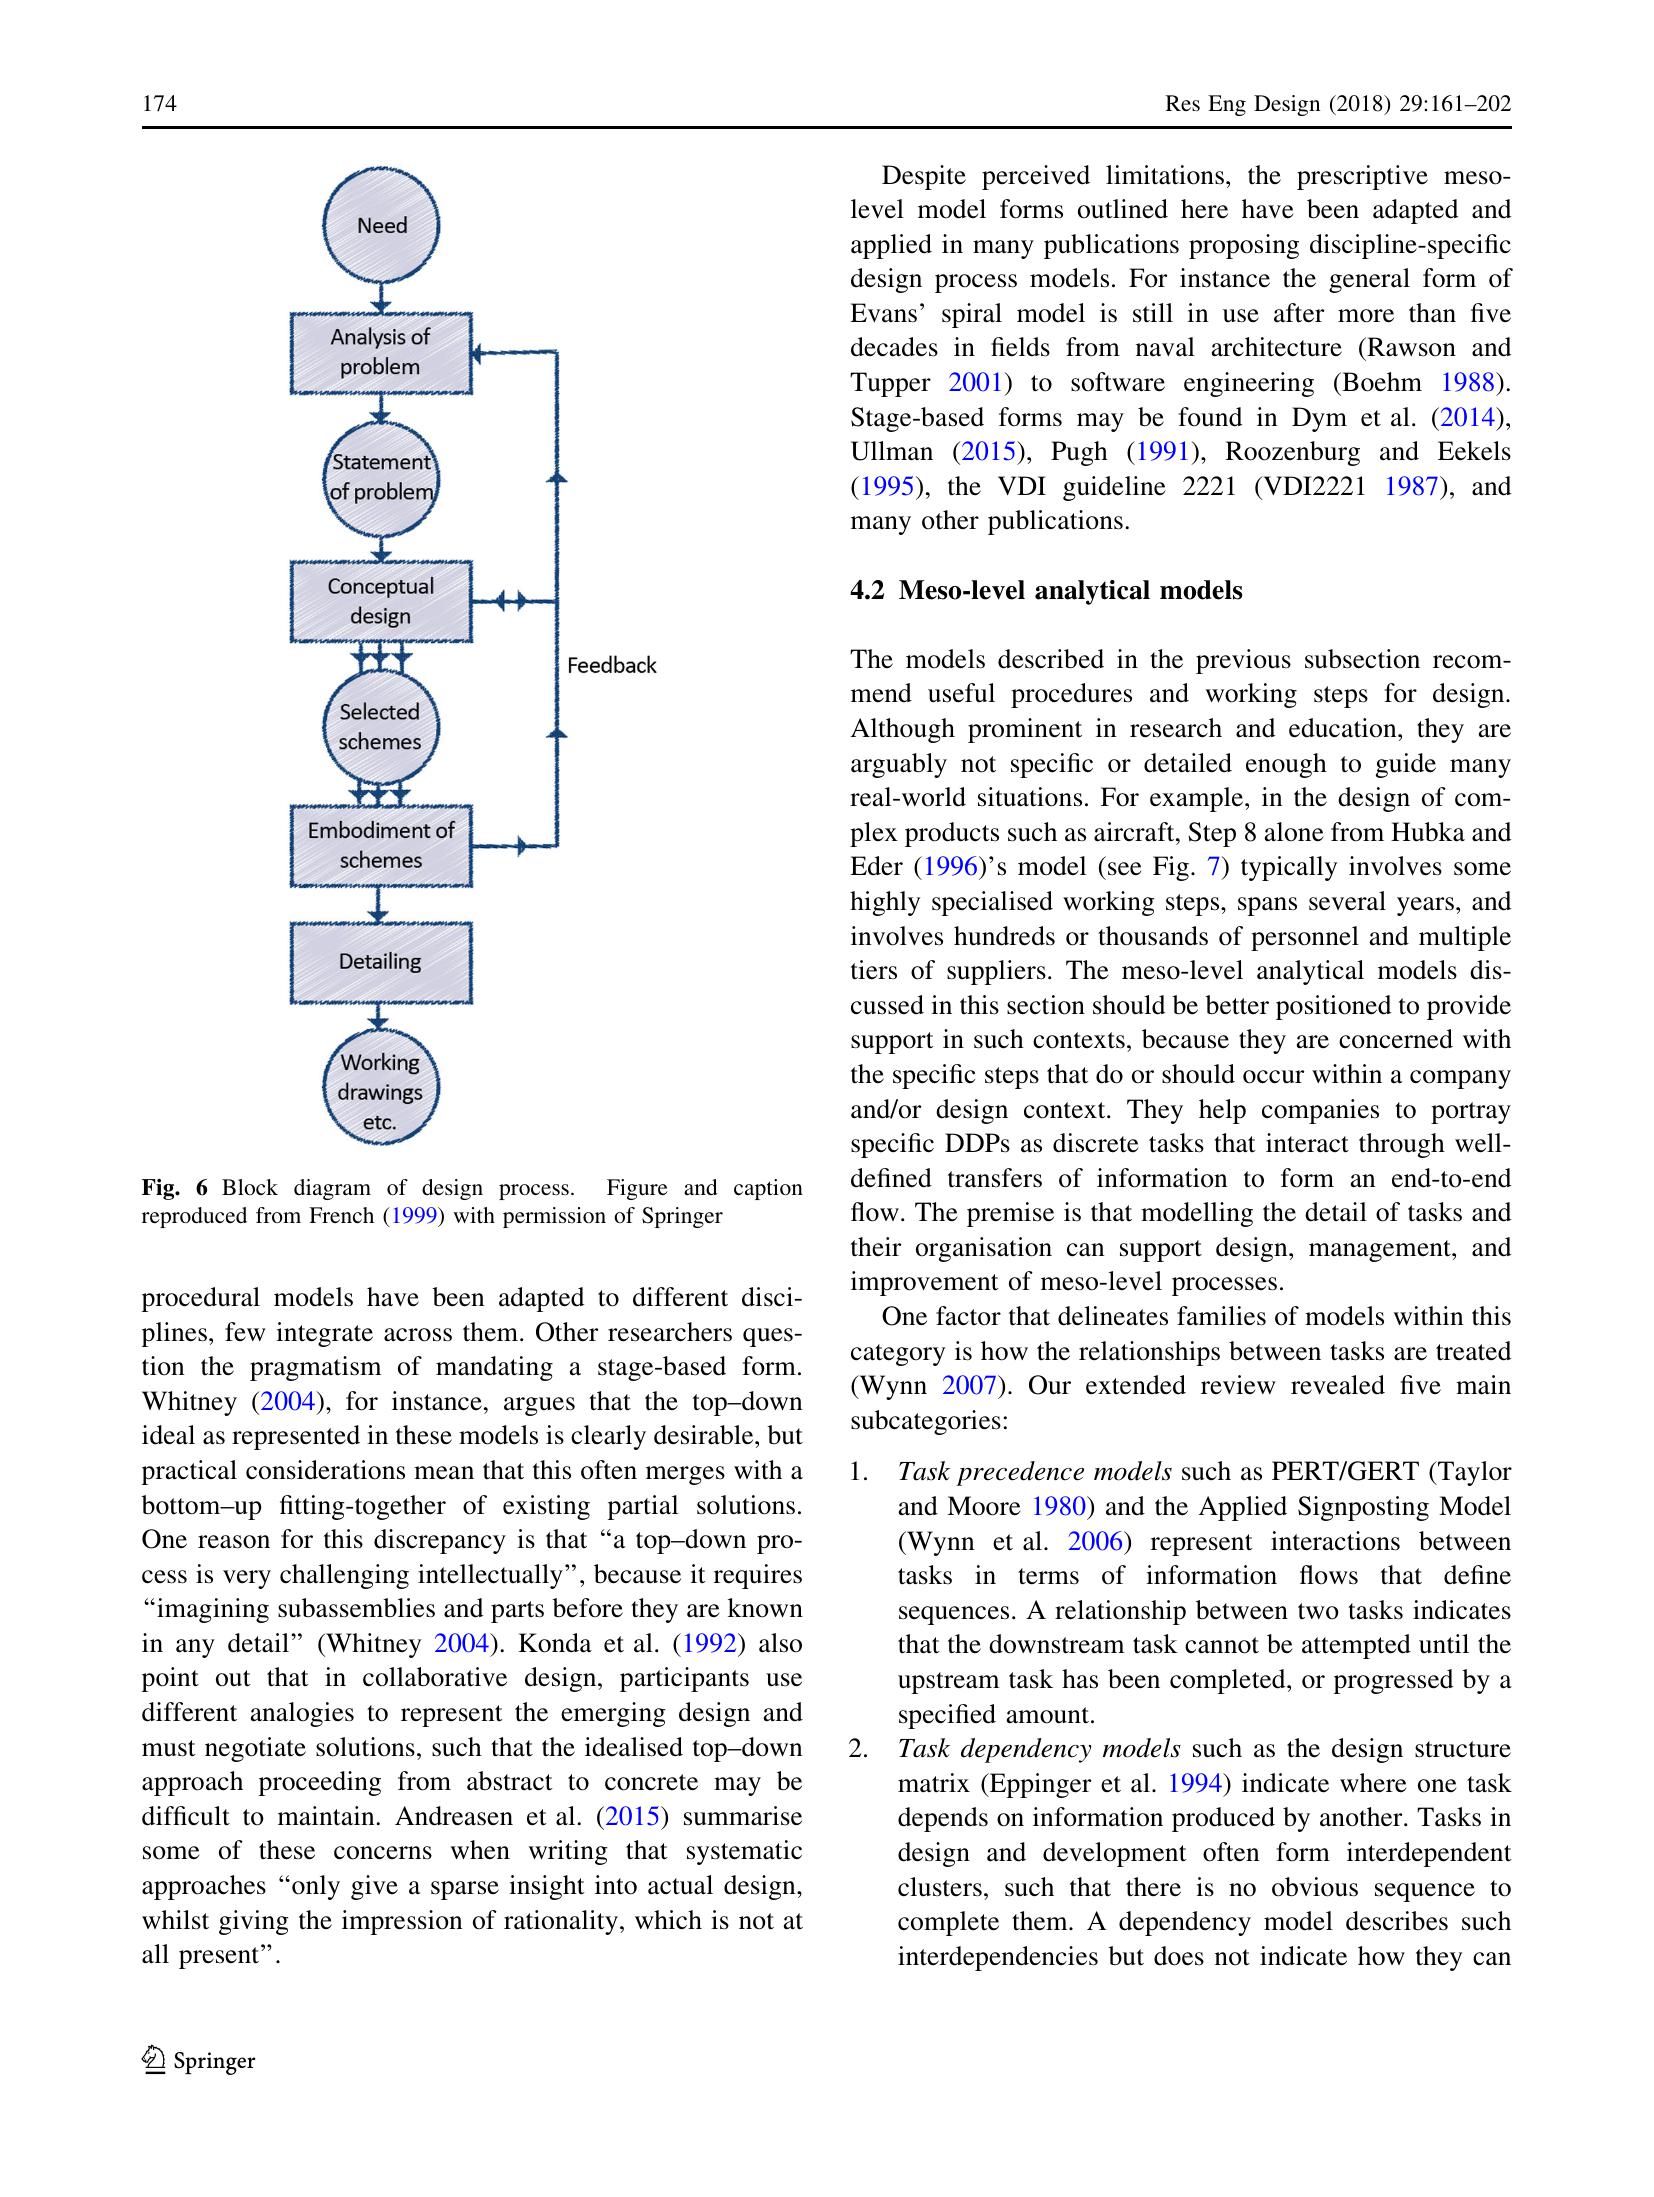 174
Res Eng Design (2018) 29:161–202
Need
Analysis of
problem
Statement
of problem
Conceptual
design
Feedback
Selected
schemes
Embodiment of
schemes
Detailing
Working
drawings
etc.
Fig. 6 Block diagram of design process. Figure and caption
reproduced from French (1999) with permission of Springer
procedural models have been adapted to different disci-
plines, few integrate across them. Other researchers ques-
tion the pragmatism of mandating a stage-based form.
Whitney (2004), for instance, argues that the top–down
ideal as represented in these models is clearly desirable, but
practical considerations mean that this often merges with a
bottom–up fitting-together of existing partial solutions.
One reason for this discrepancy is that “a top–down pro-
cess is very challenging intellectually”, because it requires
“imagining subassemblies and parts before they are known
in any detail” (Whitney 2004). Konda et al. (1992) also
point out that in collaborative design, participants use
different analogies to represent the emerging design and
must negotiate solutions, such that the idealised top–down
approach proceeding from abstract to concrete may be
difficult to maintain. Andreasen et al. (2015) summarise
some of these concerns when writing that systematic
approaches “only give a sparse insight into actual design,
whilst giving the impression of rationality, which is not at
all present”.
Despite perceived limitations, the prescriptive meso-
level model forms outlined here have been adapted and
applied in many publications proposing discipline-specific
design process models. For instance the general form of
Evans’ spiral model is still in use after more than five
decades in fields from naval architecture (Rawson and
Tupper 2001) to software engineering (Boehm 1988).
Stage-based forms may be found in Dym et al. (2014),
Ullman (2015), Pugh (1991), Roozenburg and Eekels
(1995), the VDI guideline 2221 (VDI2221 1987), and
many other publications.
4.2 Meso-level analytical models
The models described in the previous subsection recom-
mend useful procedures and working steps for design.
Although prominent in research and education, they are
arguably not specific or detailed enough to guide many
real-world situations. For example, in the design of com-
plex products such as aircraft, Step 8 alone from Hubka and
Eder (1996)’s model (see Fig. 7) typically involves some
highly specialised working steps, spans several years, and
involves hundreds or thousands of personnel and multiple
tiers of suppliers. The meso-level analytical models dis-
cussed in this section should be better positioned to provide
support in such contexts, because they are concerned with
the specific steps that do or should occur within a company
and/or design context. They help companies to portray
specific DDPs as discrete tasks that interact through well-
defined transfers of information to form an end-to-end
flow. The premise is that modelling the detail of tasks and
their organisation can support design, management, and
improvement of meso-level processes.
One factor that delineates families of models within this
category is how the relationships between tasks are treated
(Wynn 2007). Our extended review revealed five main
subcategories:
1. Task precedence models such as PERT/GERT (Taylor
and Moore 1980) and the Applied Signposting Model
(Wynn et al. 2006) represent interactions between
tasks in terms of information flows that define
sequences. A relationship between two tasks indicates
that the downstream task cannot be attempted until the
upstream task has been completed, or progressed by a
specified amount.
2. Task dependency models such as the design structure
matrix (Eppinger et al. 1994) indicate where one task
depends on information produced by another. Tasks in
design and development often form interdependent
clusters, such that there is no obvious sequence to
complete them. A dependency model describes such
interdependencies but does not indicate how they can
Springer